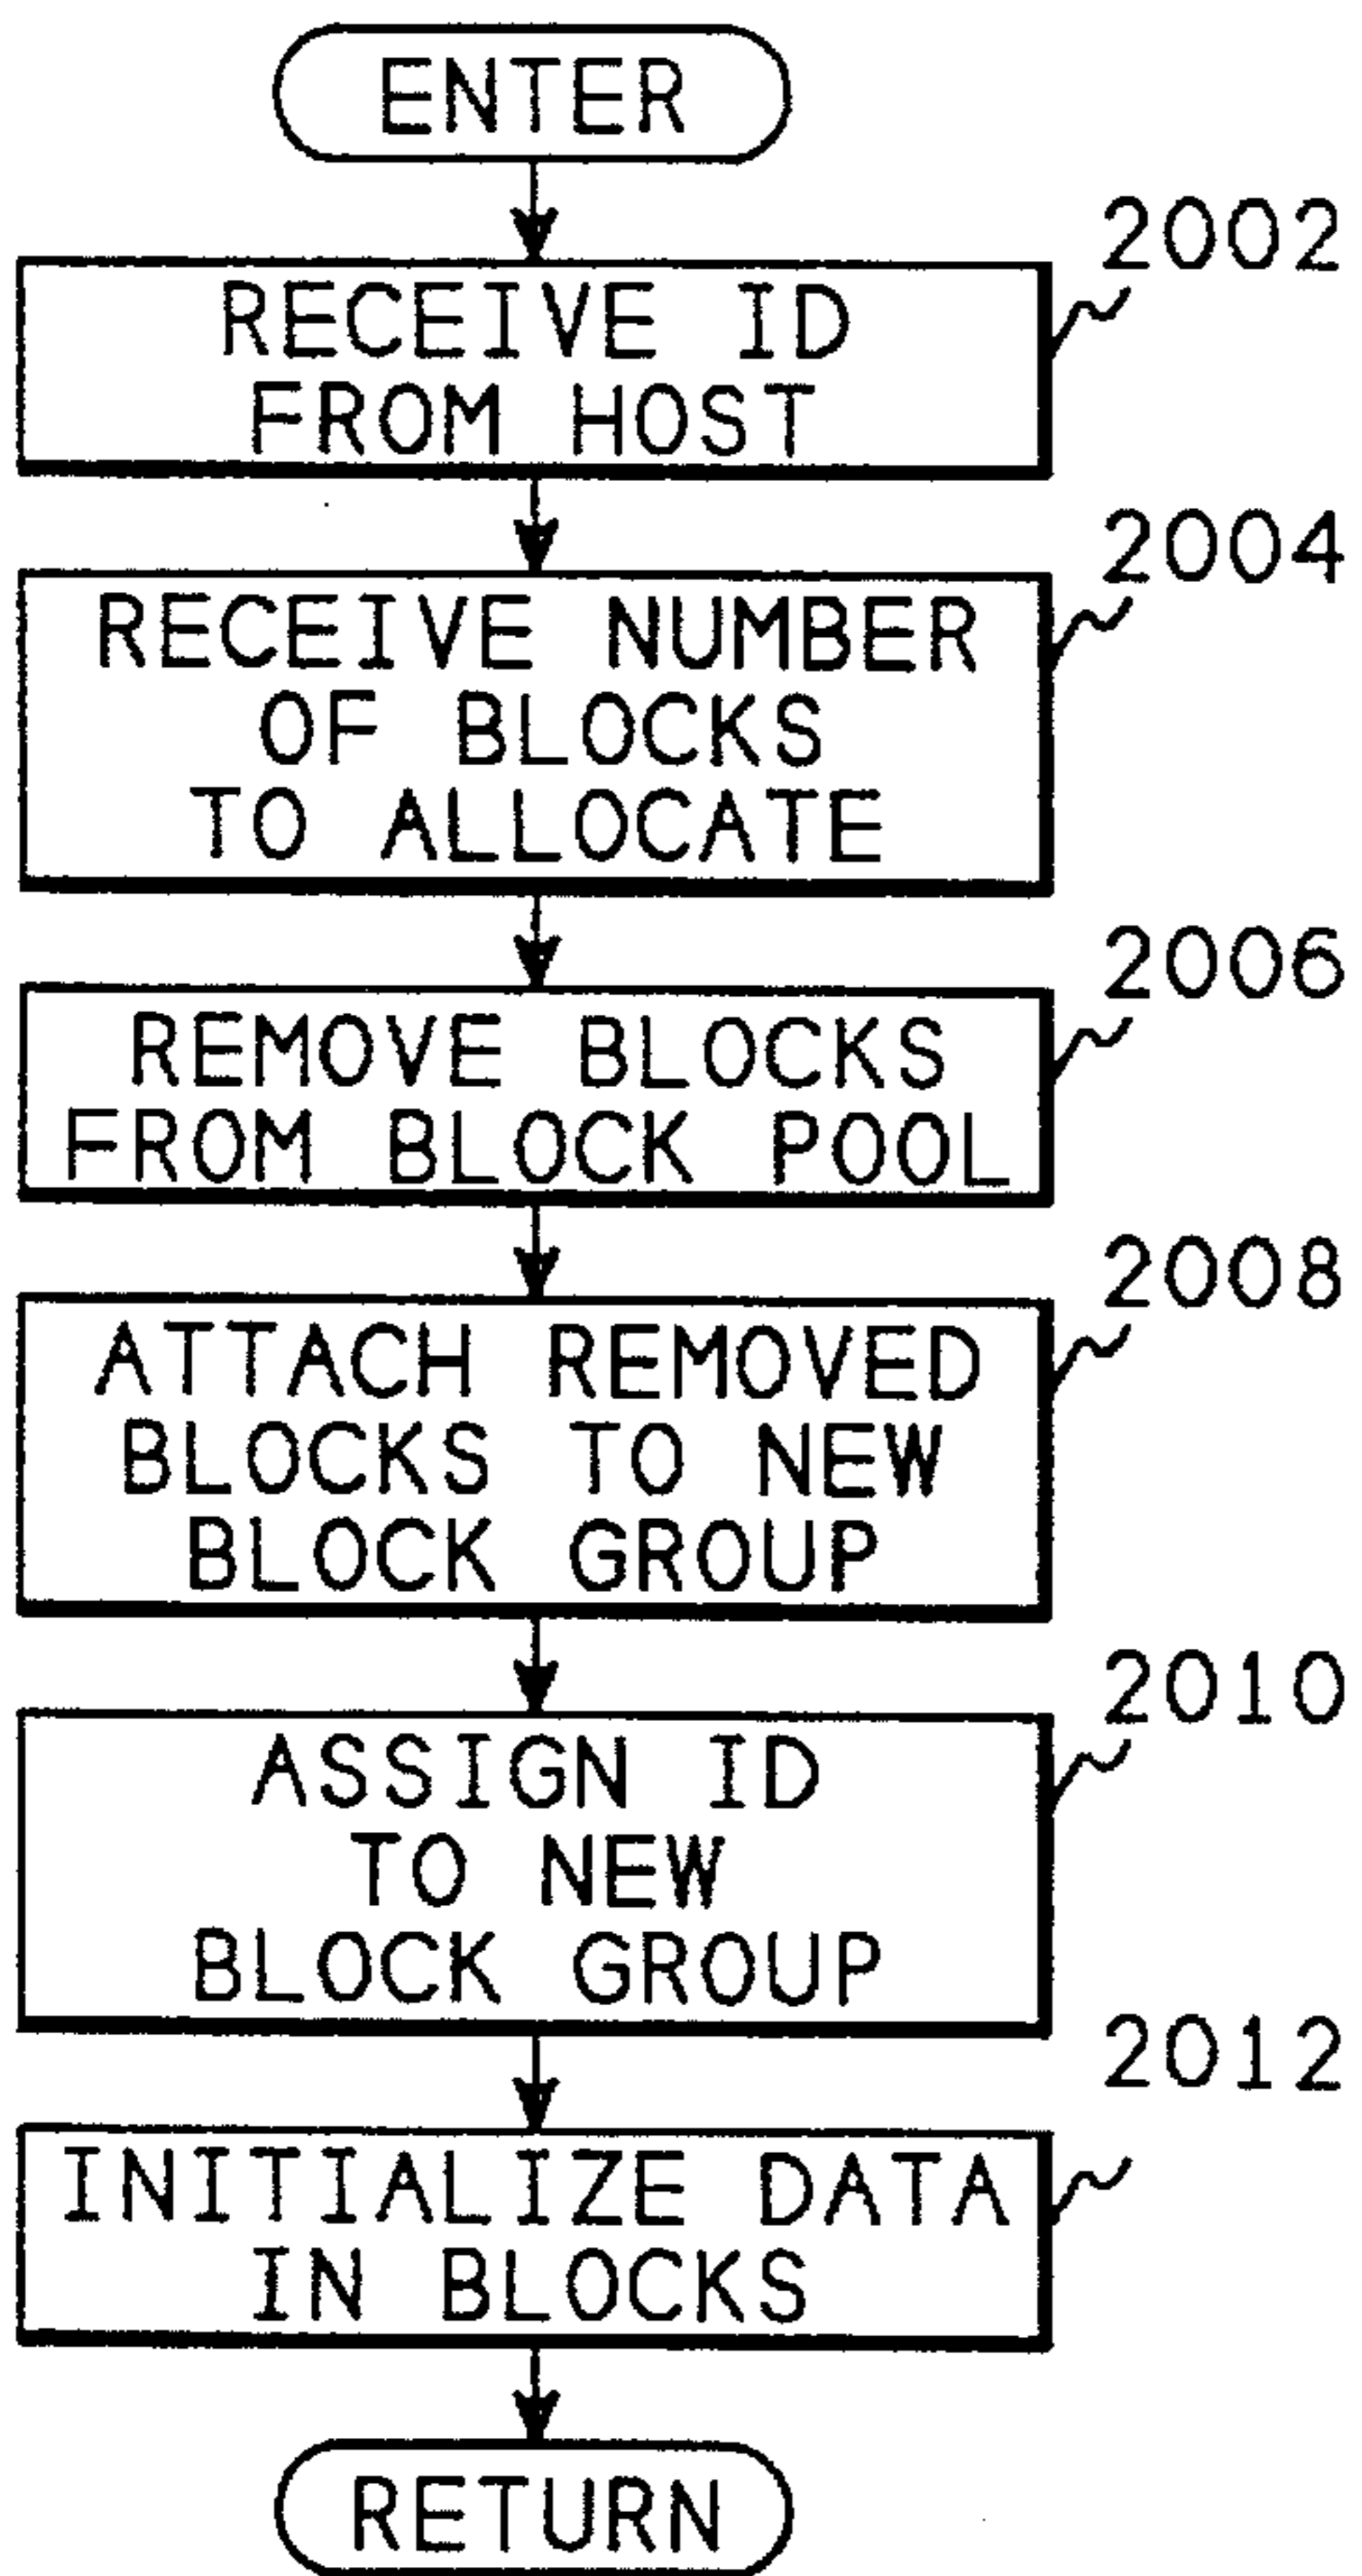 ENTER
2002
RECEIVE ID
FROM HOST
2004
RECEIVE NUMBER
OF BLOCKS
TO ALLOCATE
2006
REMOVE BLOCKS
FROM BLOCK POOL
2008
ATTACH REMOVED
BLOCKS TO NEW
BLOCK GROUP
2010
ASSIGN ID
TO NEW
BLOCK GROUP
2012
INITIALIZE DATA
IN BLOCKS
RETURN